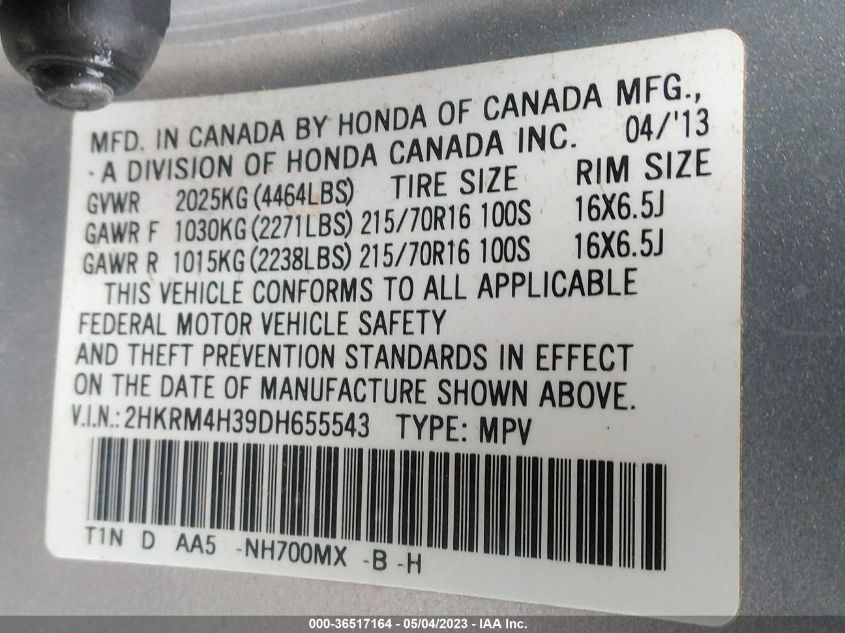 MFD. IN CANADA BY HONDA OF CANADA MFG.,
·A DIVISION OF HONDA CANADA INC. 04/'13
GVWR 2025KG (4464LBS) TIRE SIZE RIM SIZE
GAWR F 1030KG (2271LBS) 215/70R16 100S 16X6.5J
GAWR R 1015KG (2238LBS) 215/70R16 100S 16X6.5J
THIS VEHICLE CONFORMS TO ALL APPLICABLE
FEDERAL MOTOR VEHICLE SAFETY
AND THEFT PREVENTION STANDARDS IN EFFECT
ON THE DATE OF MANUFACTURE SHOWN ABOVE.
V.I.N.: 2HKRM4H39DH655543 TYPE: MPV
T1N D AA5 -NH700MX -B -H
000-36517164 - 05/04/2023 - IAA Inc.